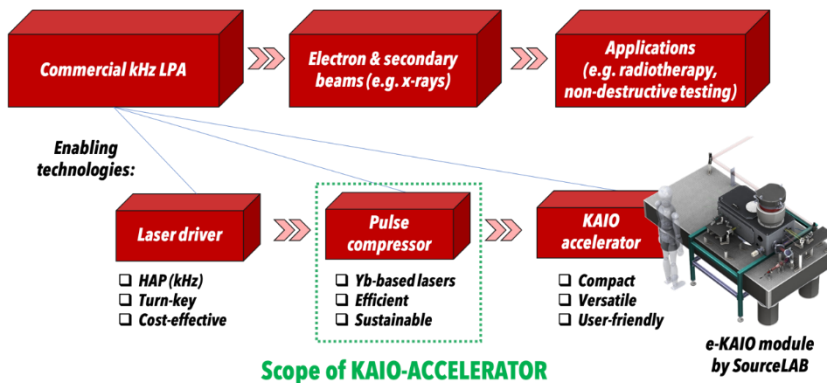 Commercial kHz LPA
Electron & secondary
beams (e.g. x-rays)
Applications
(e.g. radiotherapy,
non-destructive testing)
Enabling
technologies:
Laser driver
Pulse
compressor
KAIO
accelerator
❑ HAP (kHz)
❑ Turn-key
❑ Cost-effective
❑ Yb-based lasers
❑ Efficient
❑ Sustainable
❑ Compact
❑ Versatile
❑ User-friendly
e-KAIO module
by SourceLAB
Scope of KAIO-ACCELERATOR